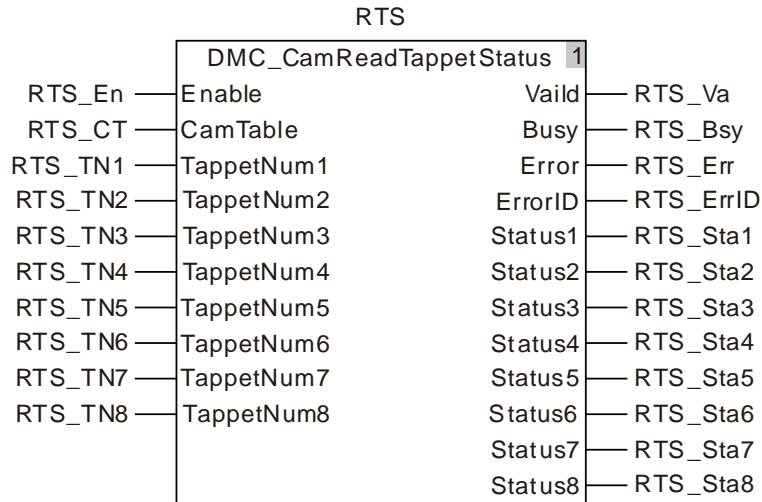 RTS
DMC_CamReadTappetStatus 1
RTS_En Enable Vaild RTS_Va
RTS_CT CamTable Busy RTS_Bsy
RTS_TN1 TappetNum1 Error RTS_Err
RTS_TN2 TappetNum2 ErrorID RTS_ErrID
RTS_TN3 TappetNum3 Status1 RTS_Sta1
RTS_TN4 TappetNum4 Status2 RTS_Sta2
RTS_TN5 TappetNum5 Status3 RTS_Sta3
RTS_TN6 TappetNum6 Status4 RTS_Sta4
RTS_TN7 TappetNum7 Status5 RTS_Sta5
RTS_TN8 TappetNum8 Status6 RTS_Sta6
Status7 RTS_Sta7
Status8 RTS_Sta8